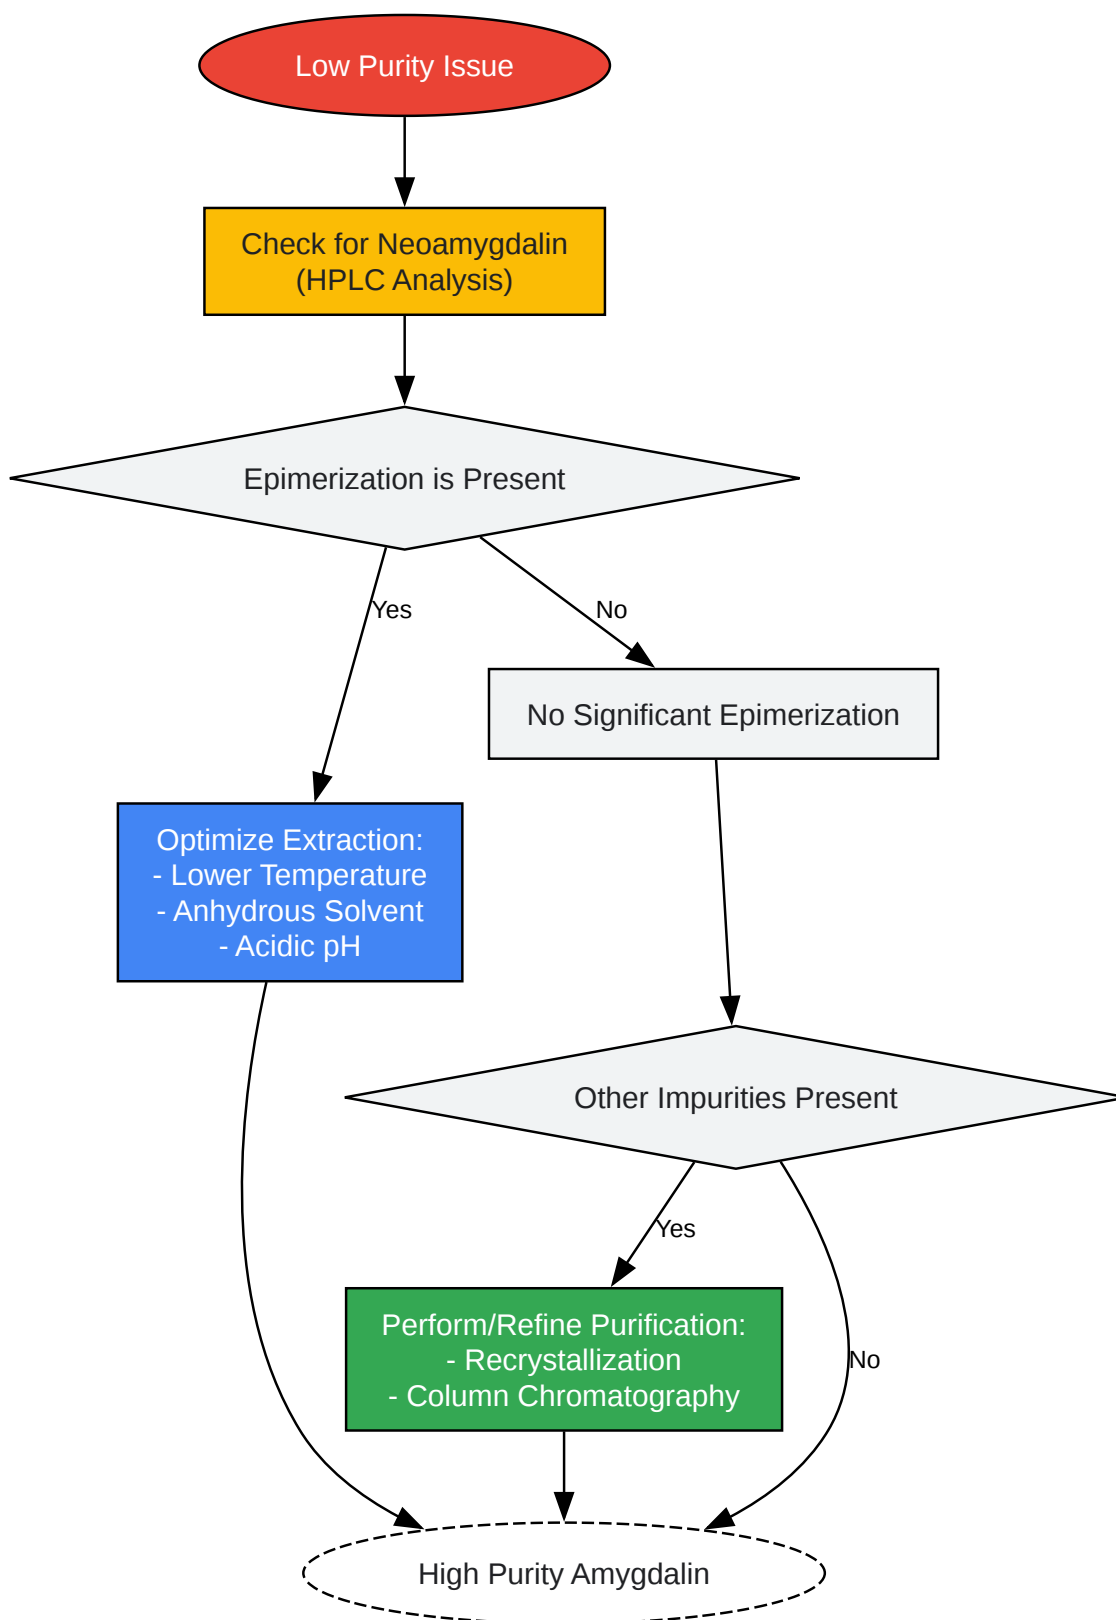 Low Purity Issue
Check for Neoamygdalin
(HPLC Analysis)
Epimerization is Present
Yes
No
No Significant Epimerization
Optimize Extraction:
- Lower Temperature
- Anhydrous Solvent
- Acidic pH
Other Impurities Present
Yes
Perform/Refine Purification:
- Recrystallization
- Column Chromatography
No
High Purity Amygdalin